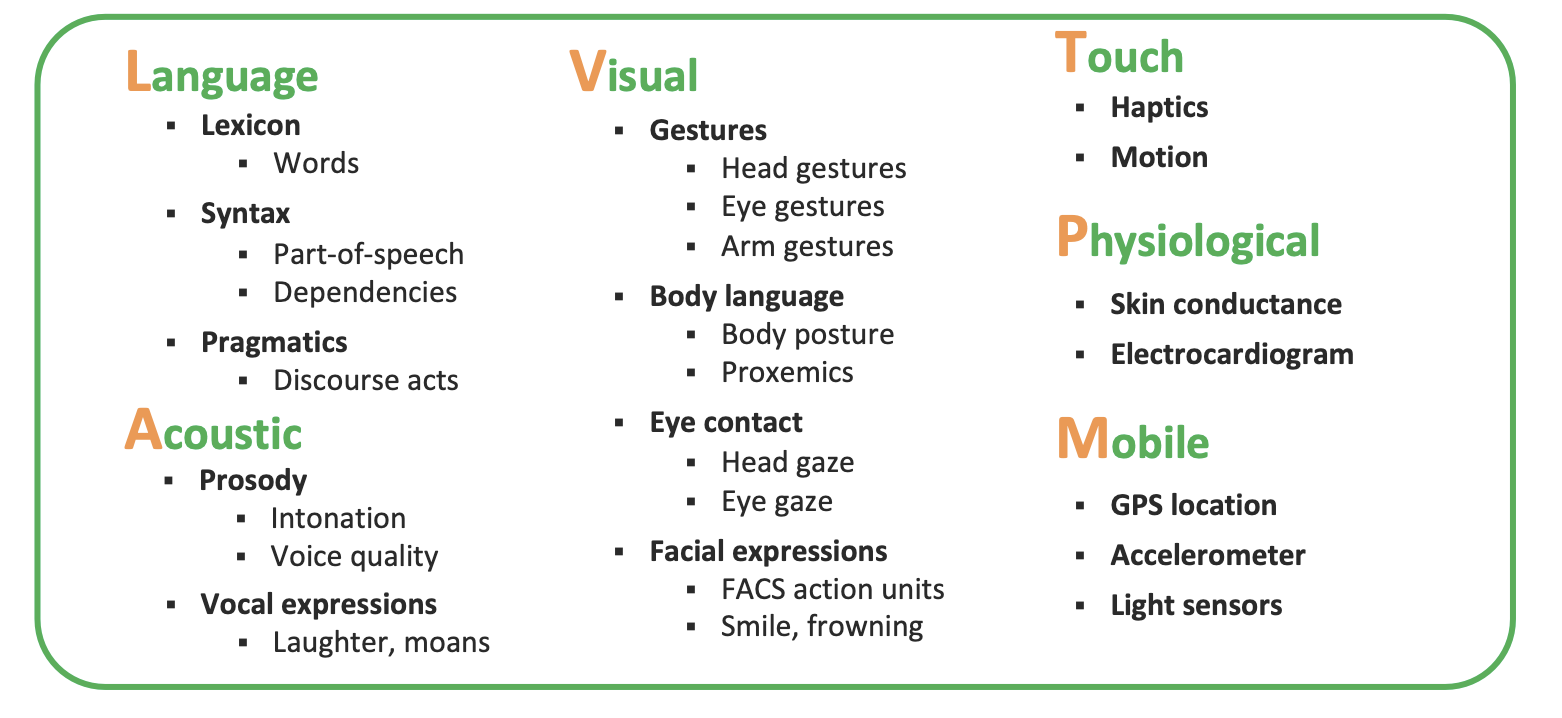 Language
▪ Lexicon
▪ Words
▪ Syntax
▪ Part-of-speech
▪ Dependencies
▪ Pragmatics
▪ Discourse acts
Acoustic
▪ Prosody
▪ Intonation
▪ Voice quality
▪ Vocal expressions
▪ Laughter, moans
Visual
▪ Gestures
▪ Head gestures
▪ Eye gestures
▪ Arm gestures
▪ Body language
▪ Body posture
▪ Proxemics
▪ Eye contact
▪ Head gaze
▪ Eye gaze
▪ Facial expressions
▪ FACS action units
▪ Smile, frowning
Touch
▪ Haptics
▪ Motion
Physiological
▪ Skin conductance
▪ Electrocardiogram
Mobile
▪ GPS location
▪ Accelerometer
▪ Light sensors